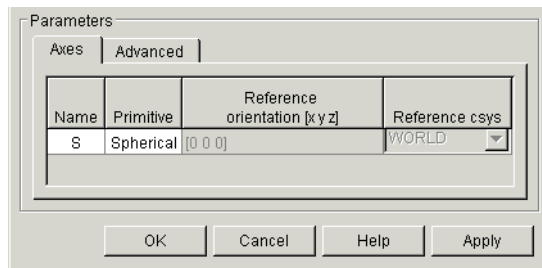 Parameters
Axes Advanced
Name Primitive Reference orientation [x y z] Reference csys
S Spherical [0 0 0] WORLD
OK Cancel Help Apply